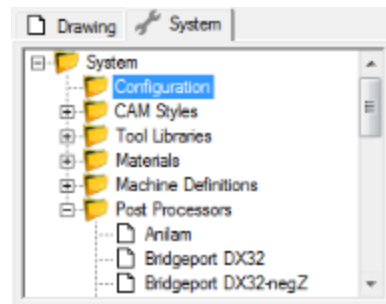 Drawing System
System
Configuration
CAM Styles
Tool Libraries
Materials
Machine Definitions
Post Processors
Anilam
Bridgeport DX32
Bridgeport DX32-negZ